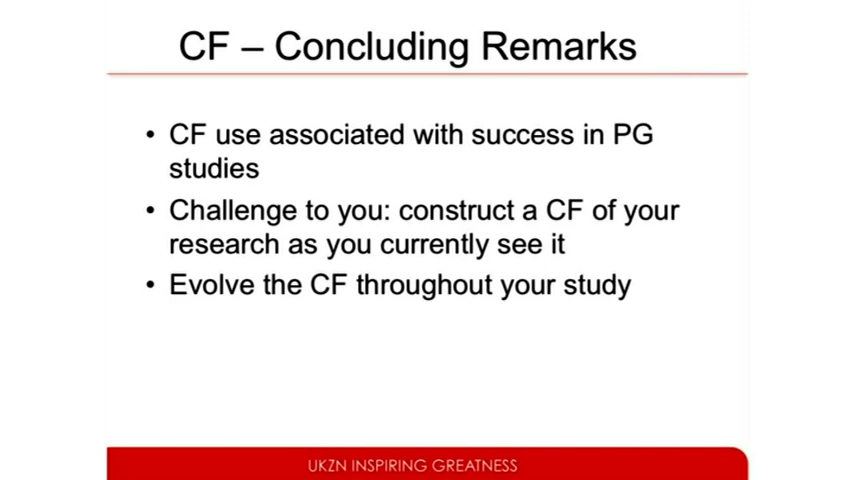 CF – Concluding Remarks
• CF use associated with success in PG
studies
• Challenge to you: construct a CF of your
research as you currently see it
• Evolve the CF throughout your study
UKZN INSPIRING GREATNESS